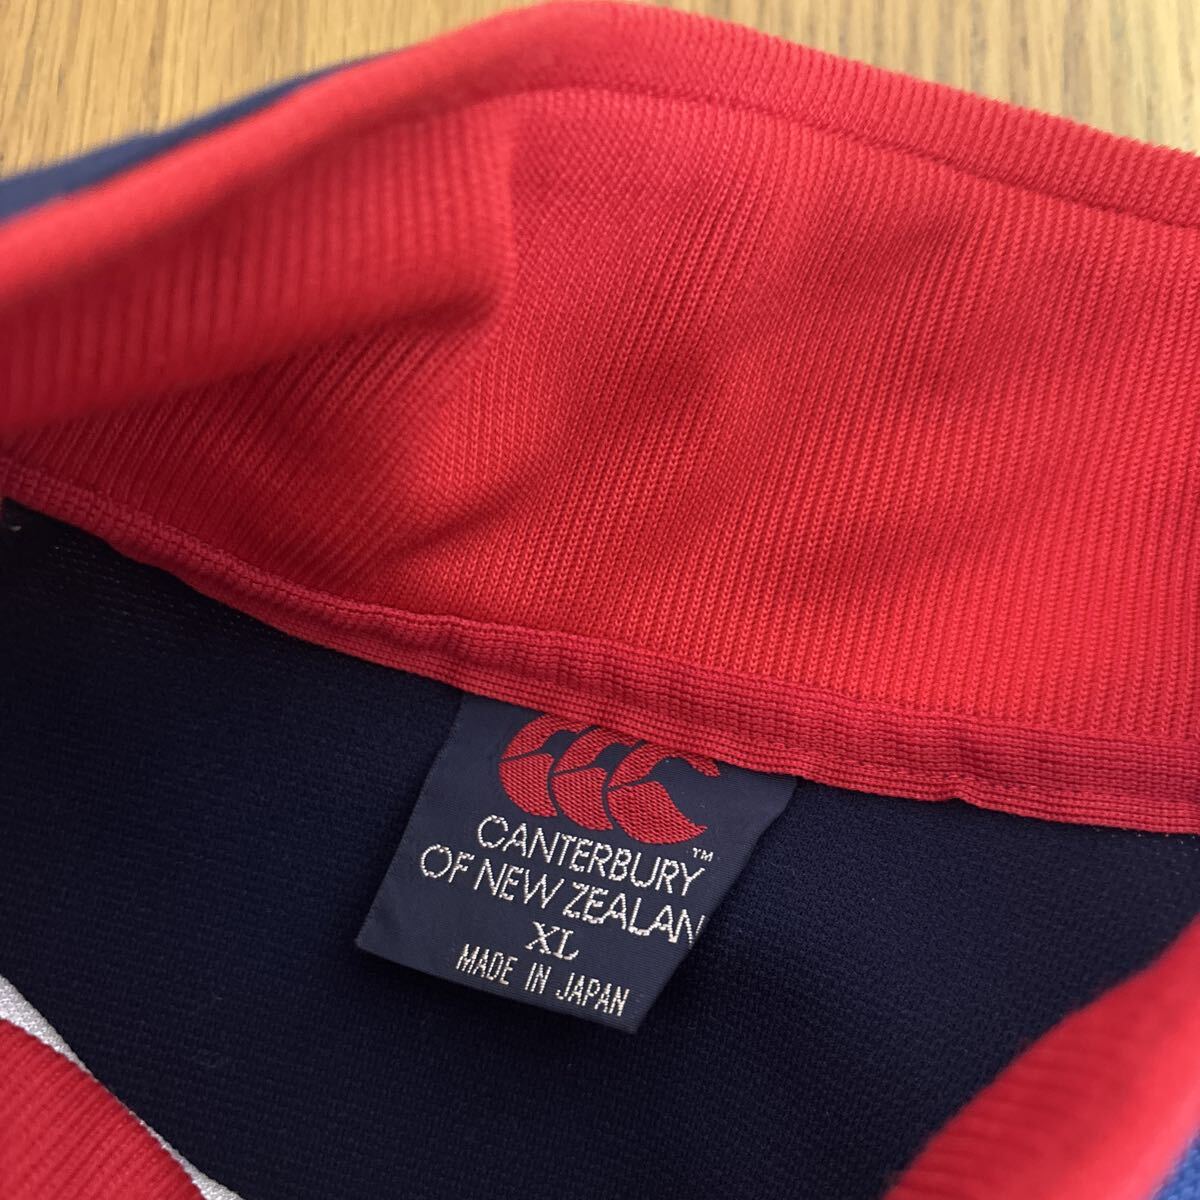 CANTERBURY™
OF NEW ZEALAN
XL
MADE IN JAPAN